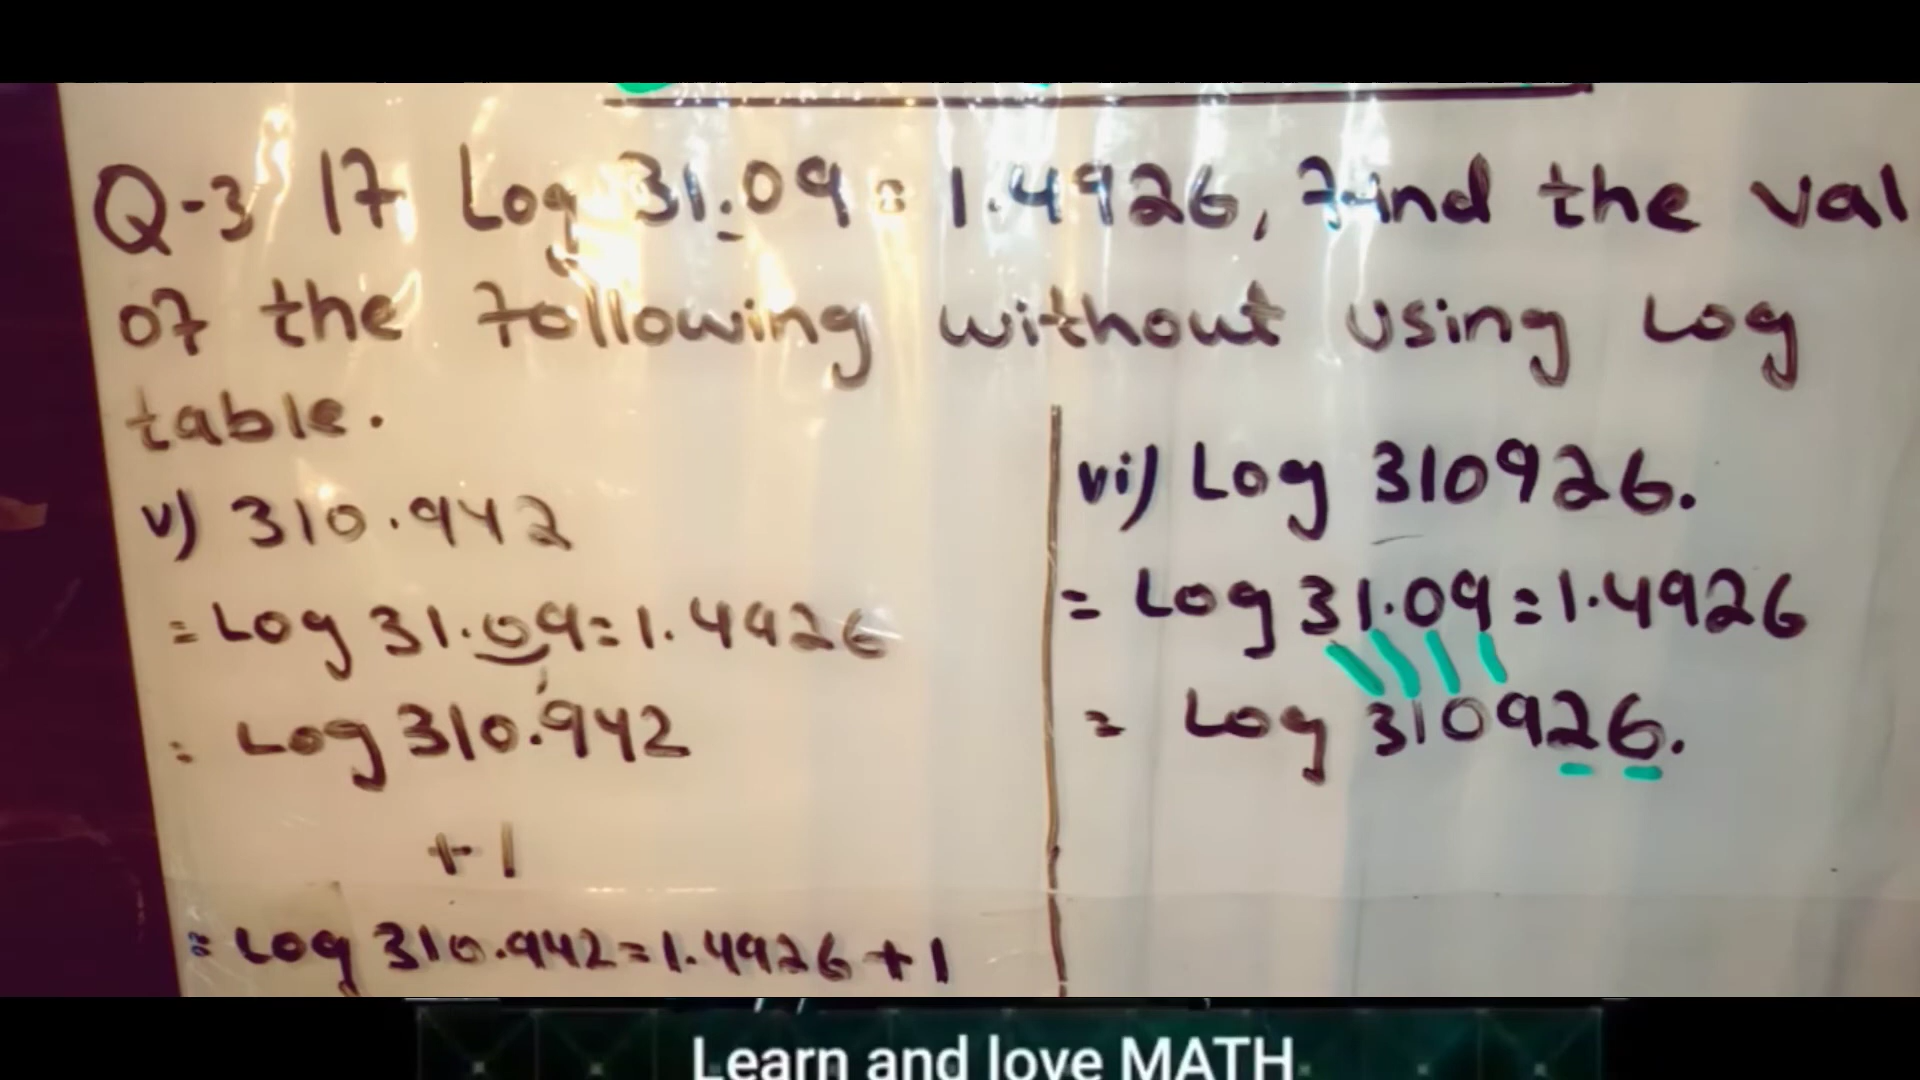 Q-3 If Log 31.09 = 1.4926, Find the val
of the following without using Log
table.
v) 310.942
= Log 31.09 = 1.4926
= Log 310.942
+1
= Log 310.942 = 1.4926 + 1
vi) Log 310926.
= Log 31.09 = 1.4926
= Log 310926.
Learn and love MATH